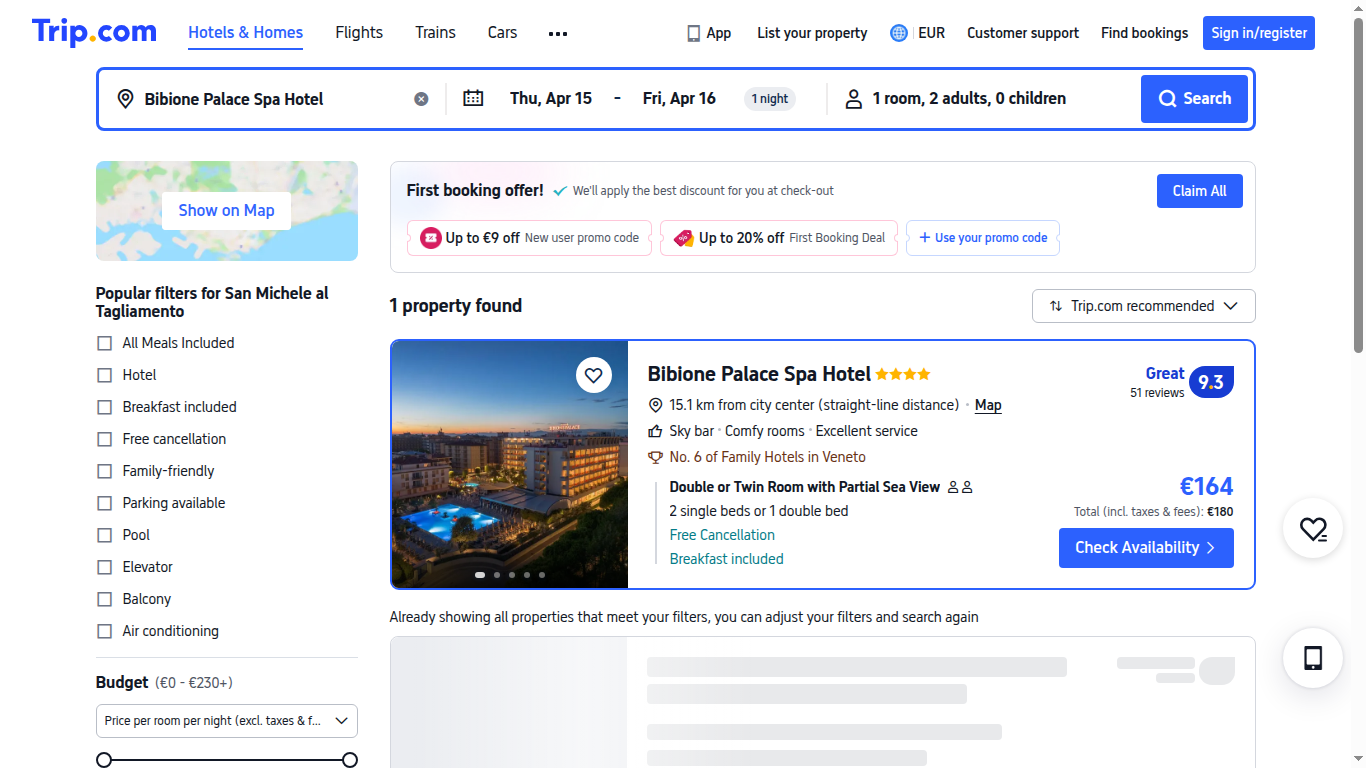 Trip.com
Hotels & Homes
Flights
Trains
Cars
App
List your property
EUR
Customer support
Find bookings
Sign in/register
Bibione Palace Spa Hotel
Thu, Apr 15 - Fri, Apr 16
1 night
1 room, 2 adults, 0 children
Search
Show on Map
Popular filters for San Michele al
Tagliamento
All Meals Included
Hotel
Breakfast included
Free cancellation
Family-friendly
Parking available
Pool
Elevator
Balcony
Air conditioning
Budget (€0 - €230+)
Price per room per night (excl. taxes & f...
First booking offer!
We'll apply the best discount for you at check-out
Claim All
Up to €9 off New user promo code
Up to 20% off First Booking Deal
+ Use your promo code
1 property found
Trip.com recommended
Bibione Palace Spa Hotel
Great
51 reviews
9.3
15.1 km from city center (straight-line distance) · Map
Sky bar · Comfy rooms · Excellent service
No. 6 of Family Hotels in Veneto
Double or Twin Room with Partial Sea View
2 single beds or 1 double bed
Free Cancellation
Breakfast included
€164
Total (incl. taxes & fees): €180
Check Availability
Already showing all properties that meet your filters, you can adjust your filters and search again